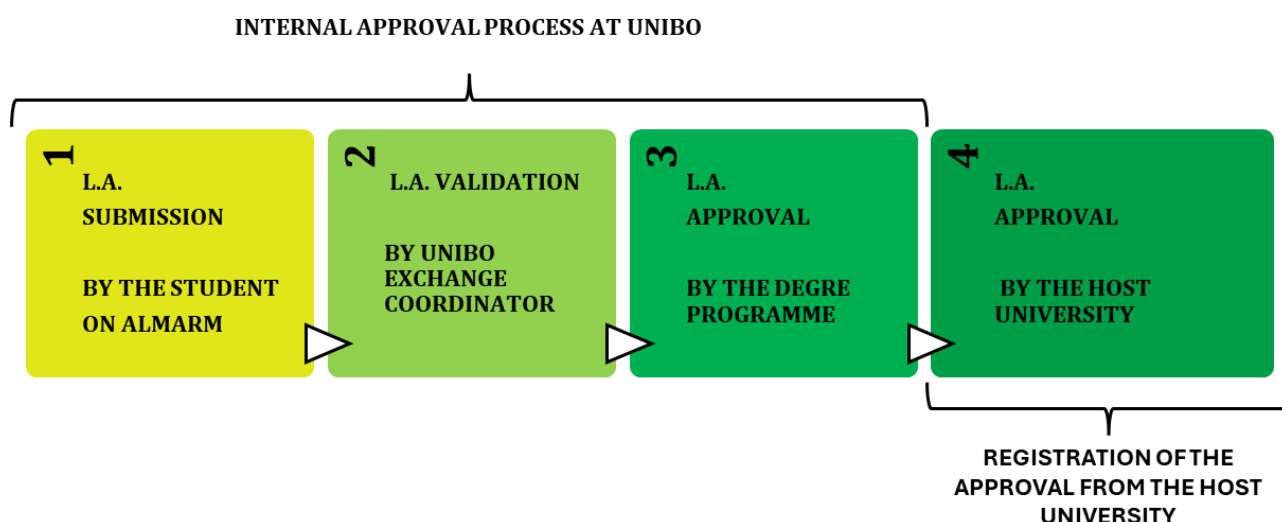 INTERNAL APPROVAL PROCESS AT UNIBO
1
L.A.
SUBMISSION
BY THE STUDENT
ON ALMARM
2
L.A. VALIDATION
BY UNIBO
EXCHANGE
COORDINATOR
3
L.A.
APPROVAL
BY THE DEGRE
PROGRAMME
4
L.A.
APPROVAL
BY THE HOST
UNIVERSITY
REGISTRATION OF THE
APPROVAL FROM THE HOST
UNIVERSITY